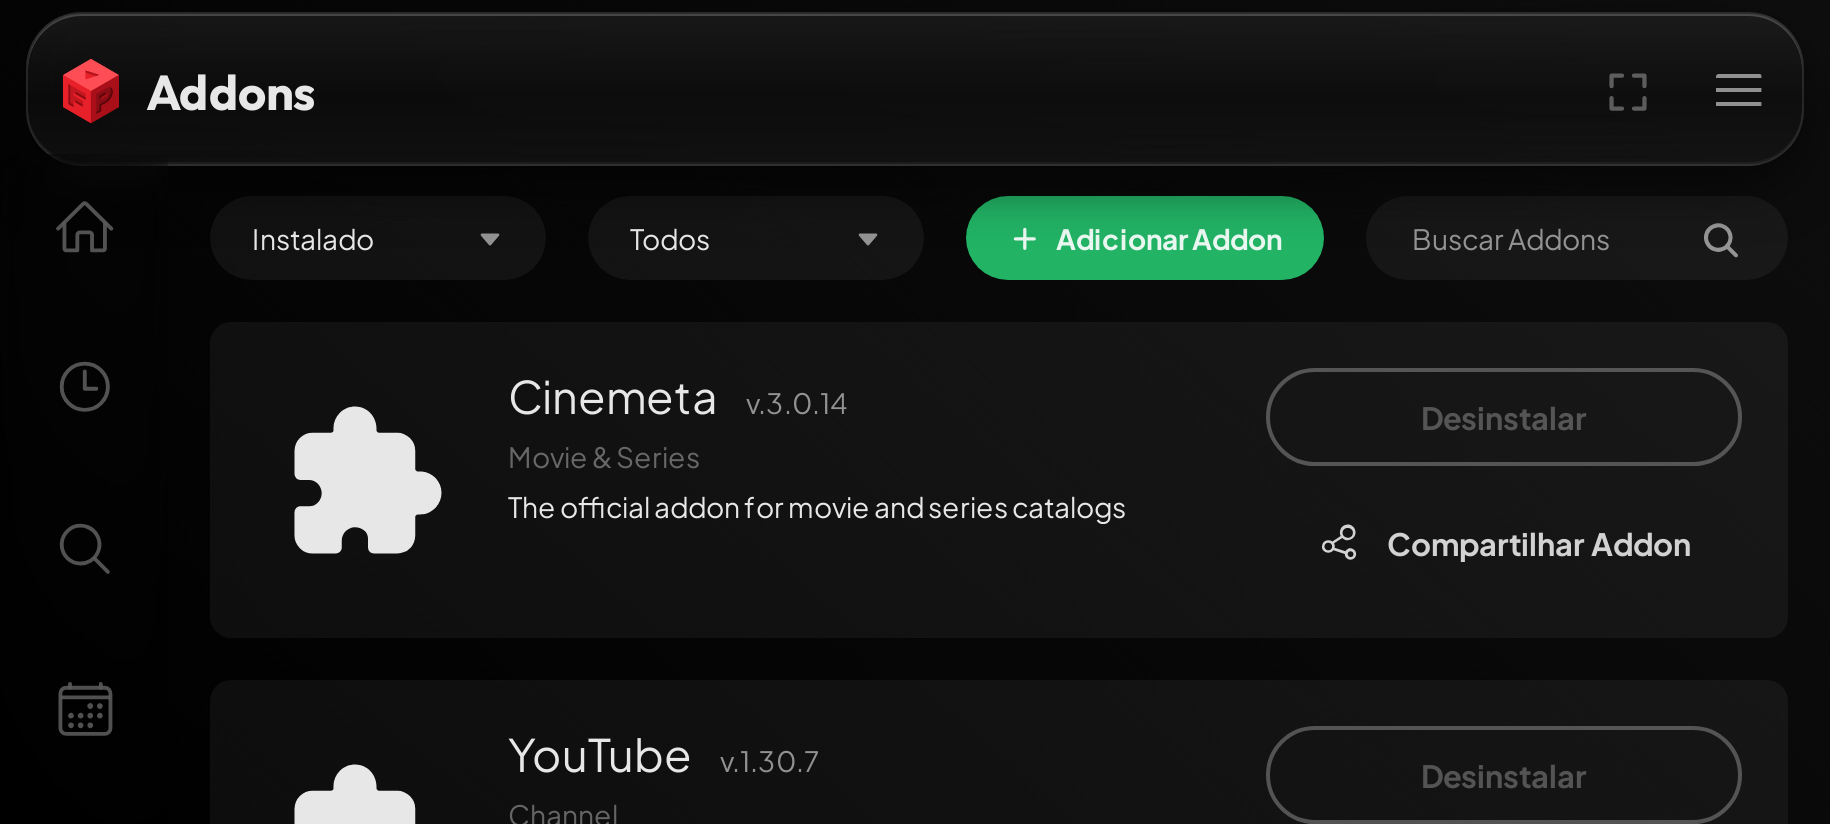 Addons
Instalado
Todos
+ Adicionar Addon
Buscar Addons
Cinemeta v.3.0.14
Desinstalar
Movie & Series
The official addon for movie and series catalogs
Compartilhar Addon
YouTube v.1.30.7
Desinstalar
Channel